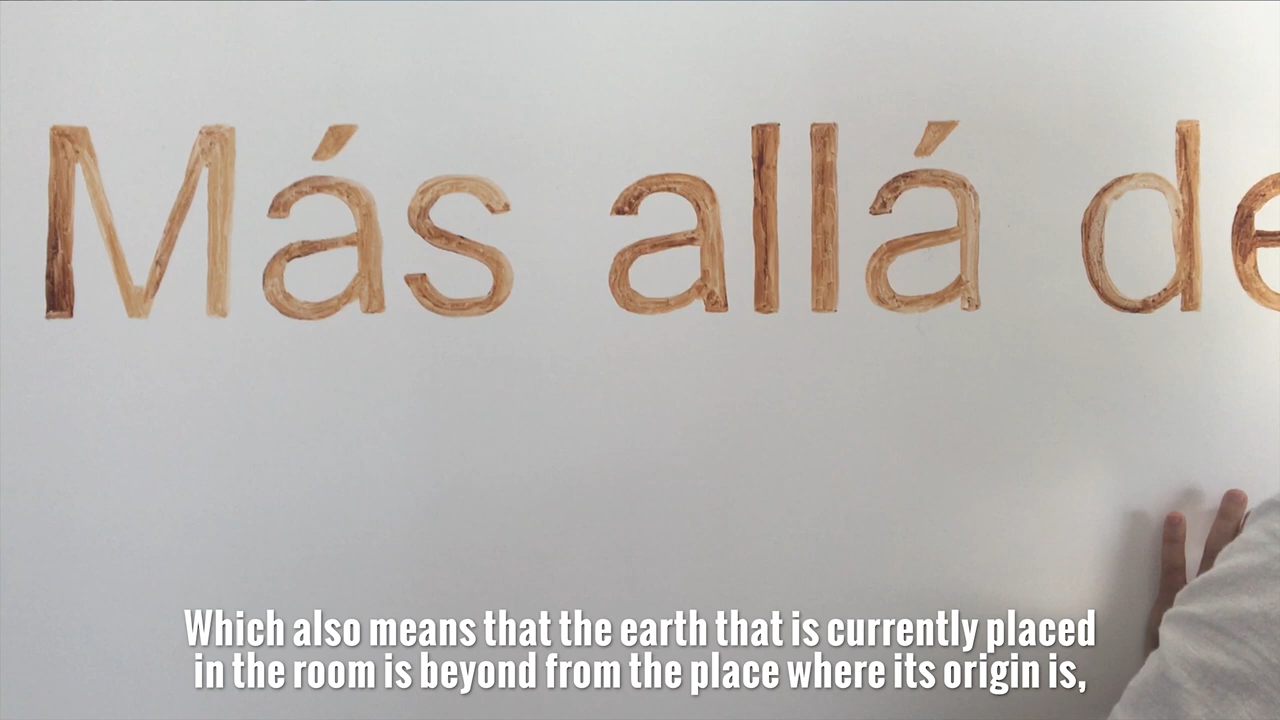 Más allá de
Which also means that the earth that is currently placed
in the room is beyond from the place where its origin is,